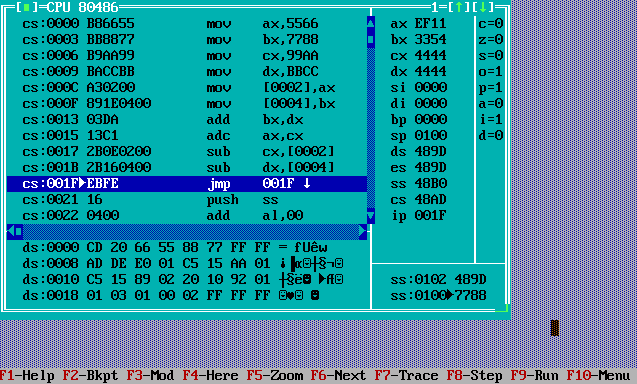 [■]=CPU 80486 1=[↑][↓]
cs:0000 B86655 mov ax,5566 ax EF11 c=0
cs:0003 BB8877 mov bx,7788 bx 3354 z=0
cs:0006 B9AA99 mov cx,99AA cx 4444 s=0
cs:0009 BACCBB mov dx,BBCC dx 4444 o=1
cs:000C A30200 mov [0002],ax si 0000 p=1
cs:000F 891E0400 mov [0004],bx di 0000 a=0
cs:0013 03DA add bx,dx bp 0000 i=1
cs:0015 13C1 adc ax,cx sp 0100 d=0
cs:0017 2B0E0200 sub cx,[0002] ds 489D
cs:001B 2B160400 sub dx,[0004] es 489D
cs:001F►EBFE jmp 001F ↓ ss 48B0
cs:0021 16 push ss cs 48AD
cs:0022 0400 add al,00 ip 001F
ds:0000 CD 20 66 55 88 77 FF FF = fUêw
ds:0008 AD DE E0 01 C5 15 AA 01
ds:0010 C5 15 89 02 20 10 92 01 ss:0102 489D
ds:0018 01 03 01 00 02 FF FF FF ss:0100►7788
F1-Help F2-Bkpt F3-Mod F4-Here F5-Zoom F6-Next F7-Trace F8-Step F9-Run F10-Menu